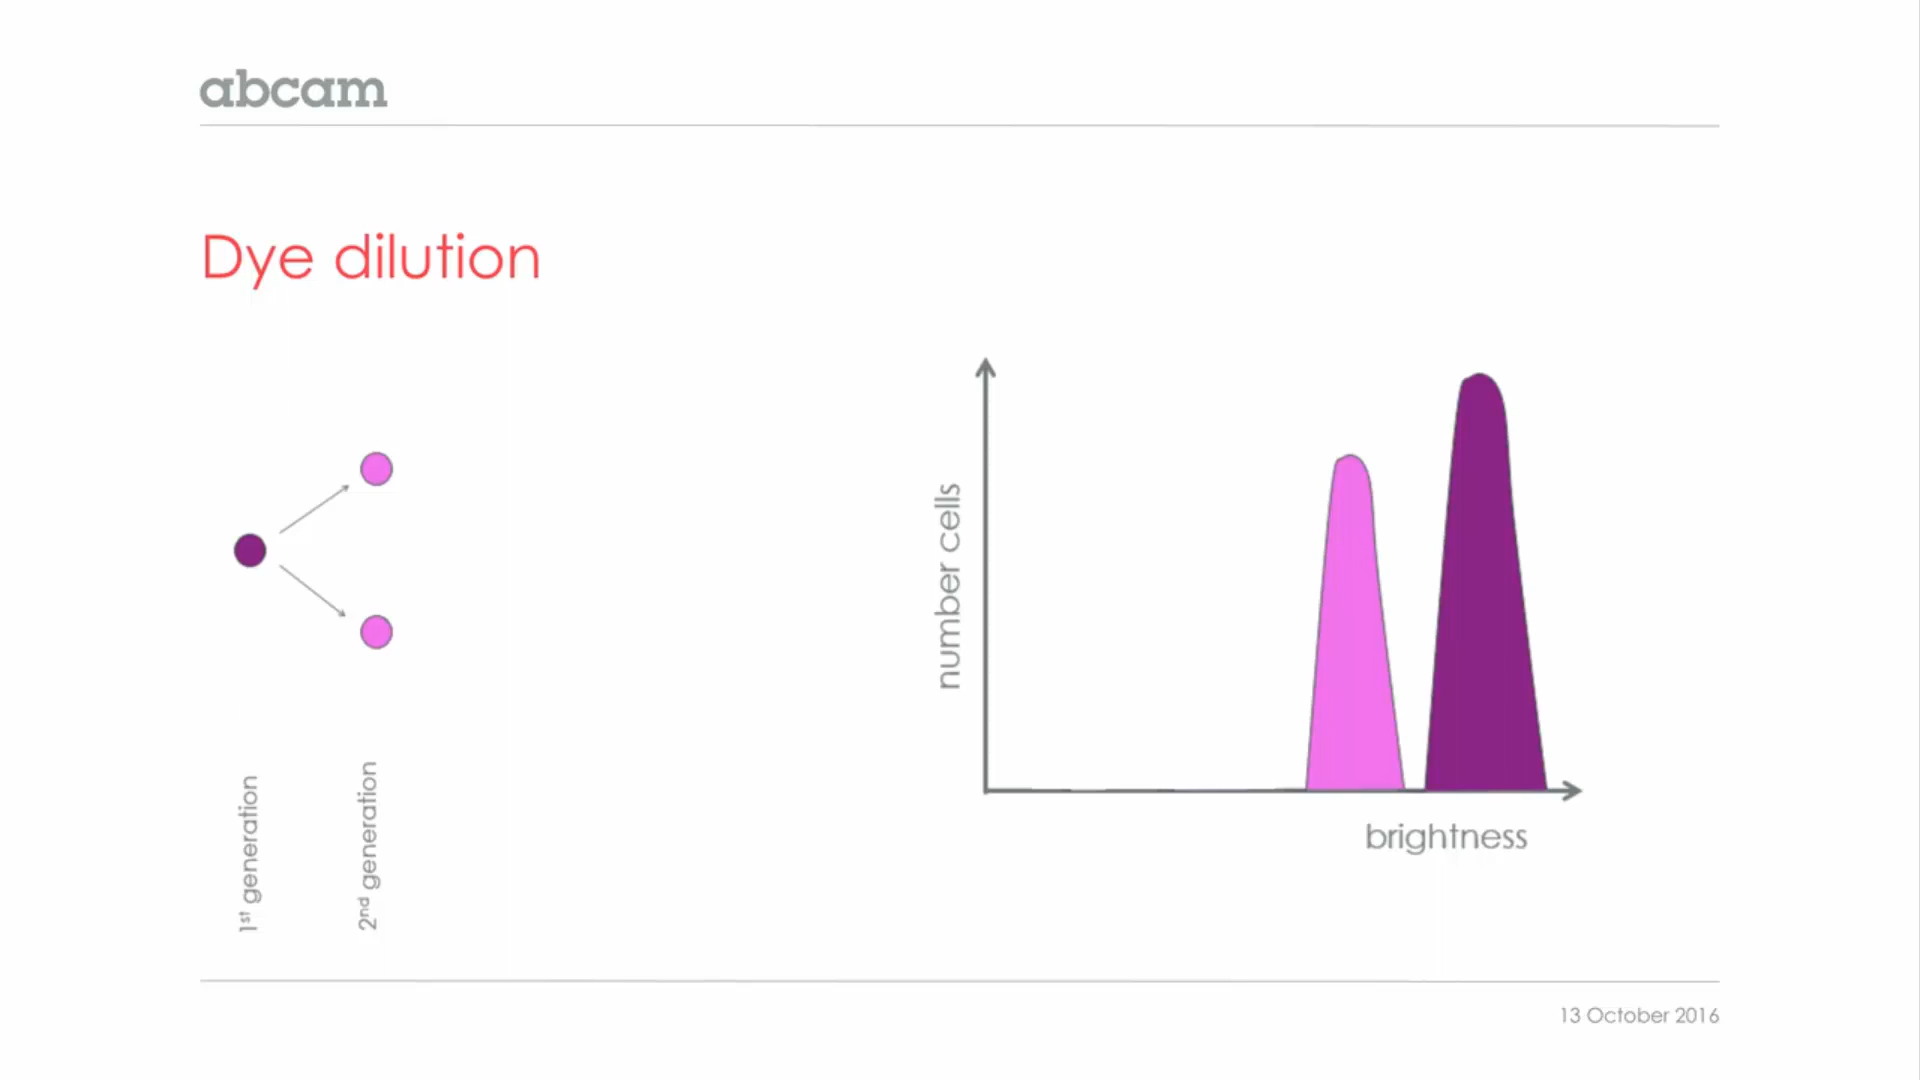 abcam
Dye dilution
number cells
brightness
1st generation
2nd generation
13 October 2016